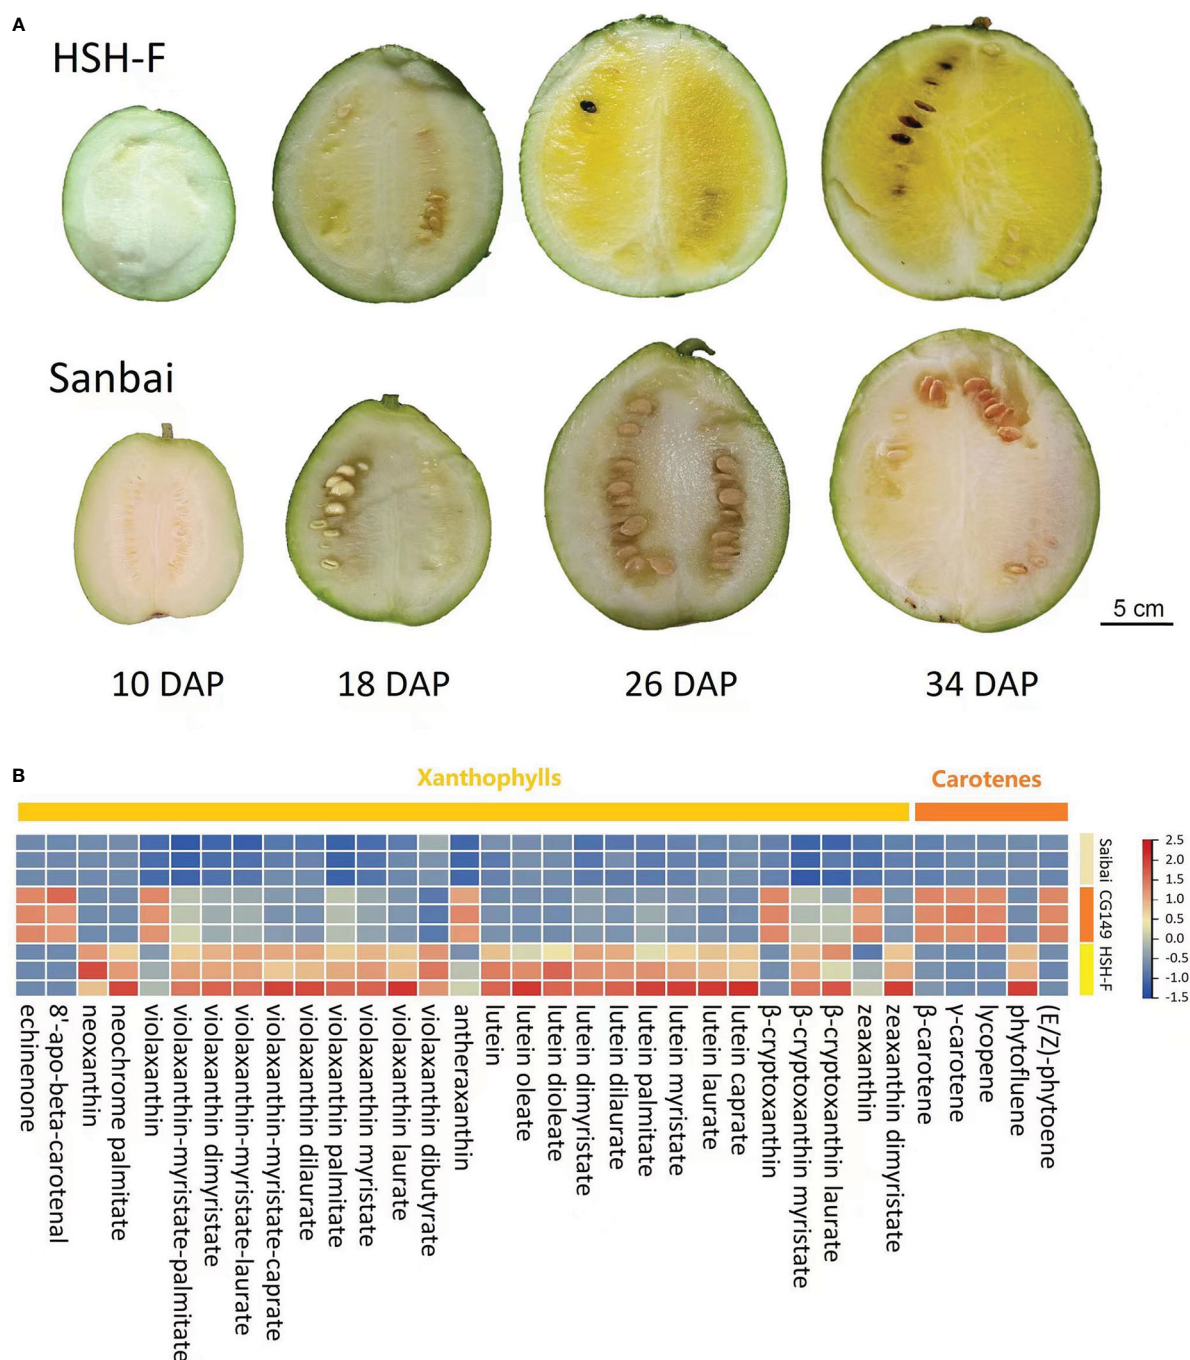 A
HSH-F
Sanbai
5 cm
10 DAP
18 DAP
26 DAP
34 DAP
B
Xanthophylls
Carotenes
Saibai
CG149
HSH-F
2.5
2.0
1.5
1.0
0.5
0.0
-0.5
-1.0
-1.5
echinenone
8'-apo-beta-carotenal
neoxanthin
neochrome palmitate
violaxanthin
violaxanthin-myristate-palmitate
violaxanthin dimyristate
violaxanthin-myristate-laurate
violaxanthin-myristate-caprate
violaxanthin dilaurate
violaxanthin palmitate
violaxanthin myristate
violaxanthin laurate
violaxanthin dibutyrate
antheraxanthin
lutein
lutein oleate
lutein dioleate
lutein dimyristate
lutein dilaurate
lutein palmitate
lutein myristate
lutein laurate
lutein caprate
β-cryptoxanthin
β-cryptoxanthin myristate
β-cryptoxanthin laurate
zeaxanthin
zeaxanthin dimyristate
β-carotene
γ-carotene
lycopene
phytofluene
(E/Z)-phytoene